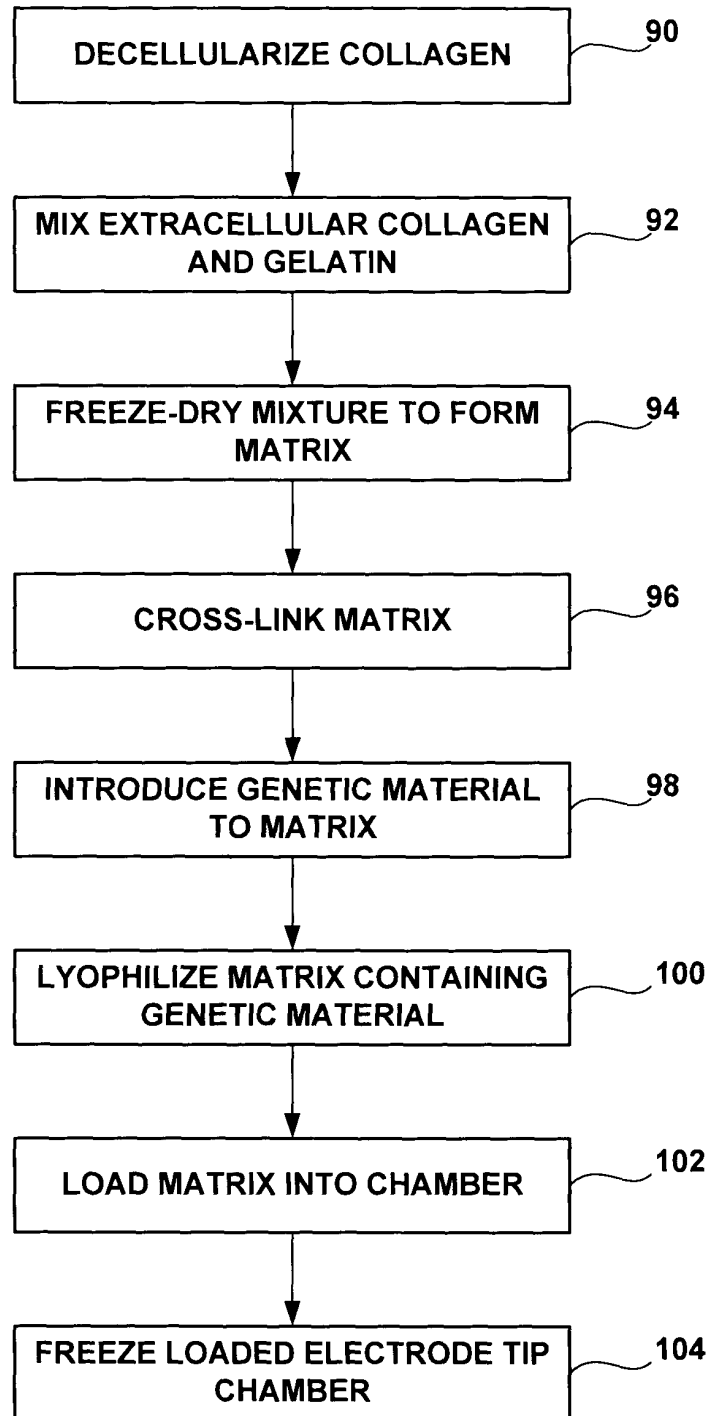 DECELLULARIZE COLLAGEN
90
MIX EXTRACELLULAR COLLAGEN
AND GELATIN
92
FREEZE-DRY MIXTURE TO FORM
MATRIX
94
CROSS-LINK MATRIX
96
INTRODUCE GENETIC MATERIAL
TO MATRIX
98
LYOPHILIZE MATRIX CONTAINING
GENETIC MATERIAL
100
LOAD MATRIX INTO CHAMBER
102
FREEZE LOADED ELECTRODE TIP
CHAMBER
104